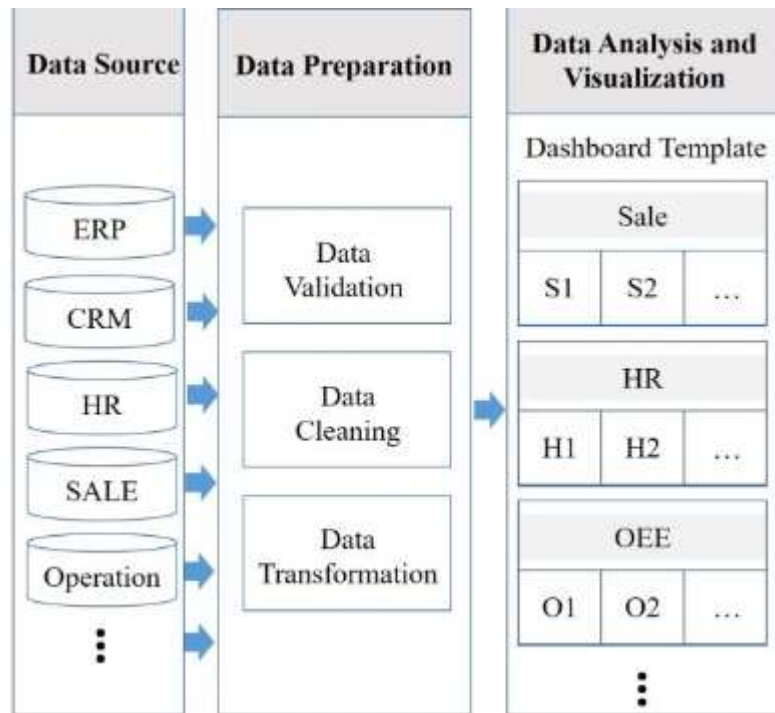 Data Source
ERP
CRM
HR
SALE
Operation
Data Preparation
Data
Validation
Data
Cleaning
Data
Transformation
Data Analysis and
Visualization
Dashboard Template
Sale
S1 S2 ...
HR
H1 H2 ...
OEE
O1 O2 ...